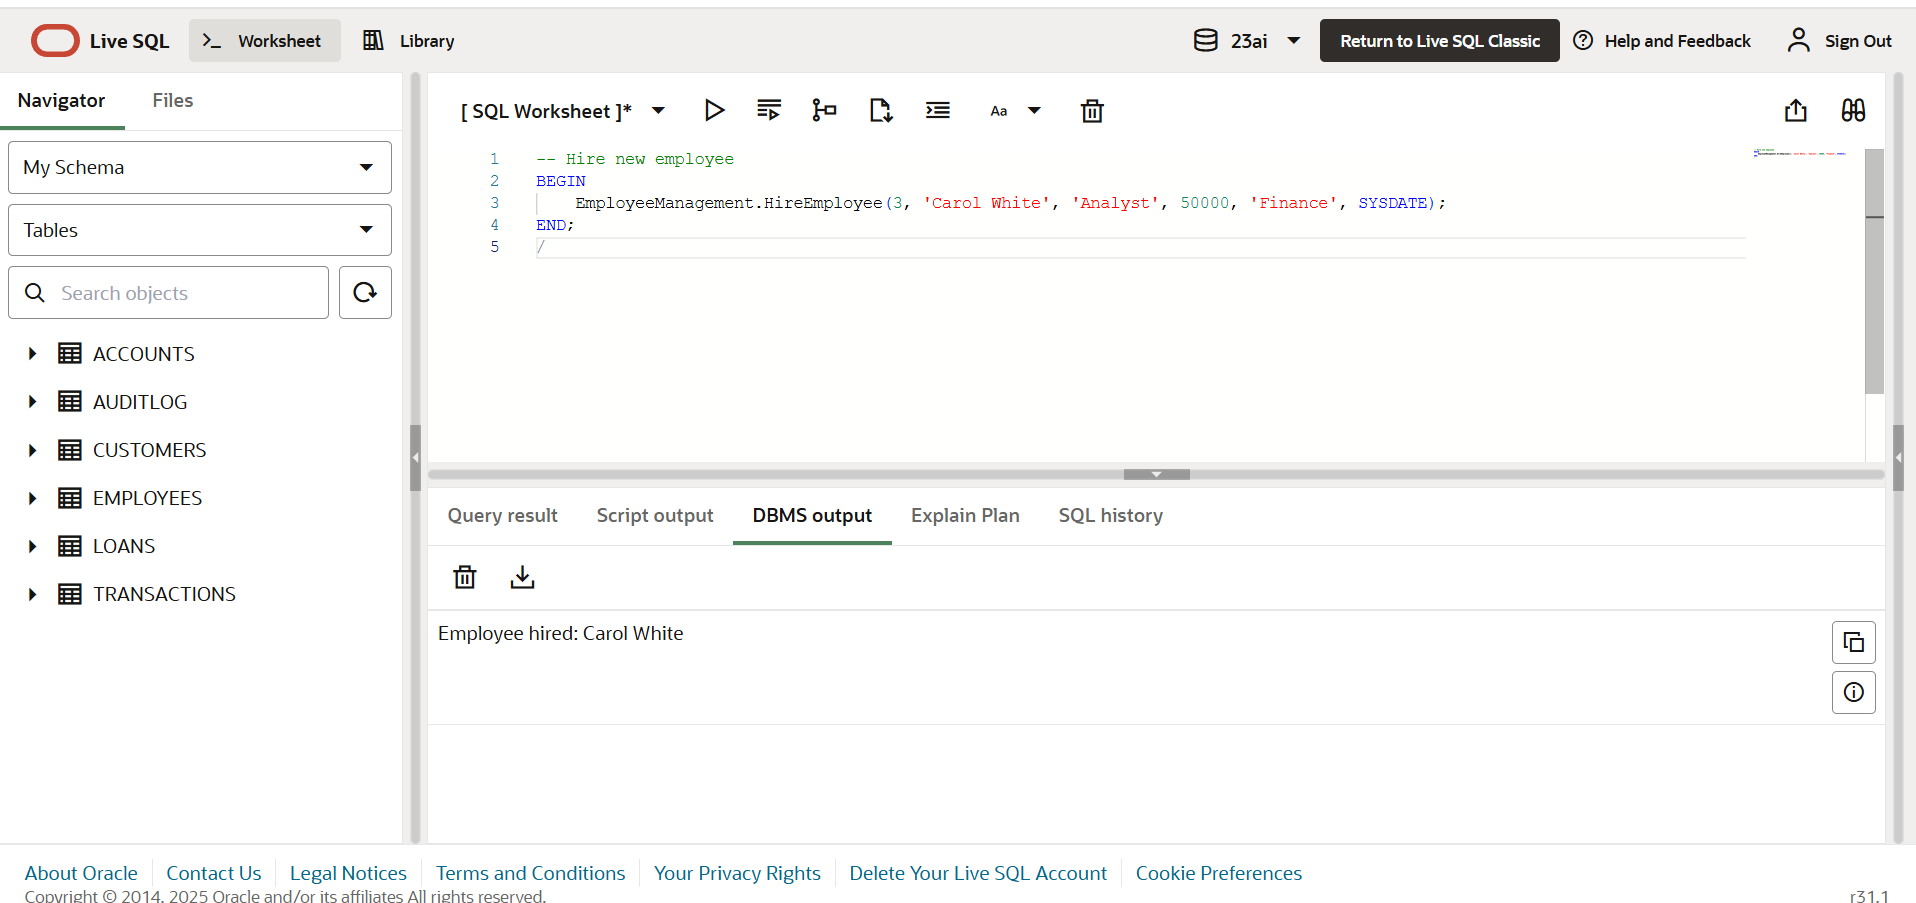 Live SQL
Worksheet
Library
23ai
Return to Live SQL Classic
Help and Feedback
Sign Out
Navigator
Files
My Schema
Tables
Search objects
ACCOUNTS
AUDITLOG
CUSTOMERS
EMPLOYEES
LOANS
TRANSACTIONS
[ SQL Worksheet ]*
Aa
1 -- Hire new employee
2 BEGIN
3 EmployeeManagement.HireEmployee(3, 'Carol White', 'Analyst', 50000, 'Finance', SYSDATE);
4 END;
5 /
Query result
Script output
DBMS output
Explain Plan
SQL history
Employee hired: Carol White
About Oracle
Contact Us
Legal Notices
Terms and Conditions
Your Privacy Rights
Delete Your Live SQL Account
Cookie Preferences
Copyright © 2014, 2025 Oracle and/or its affiliates All rights reserved.
r31.1